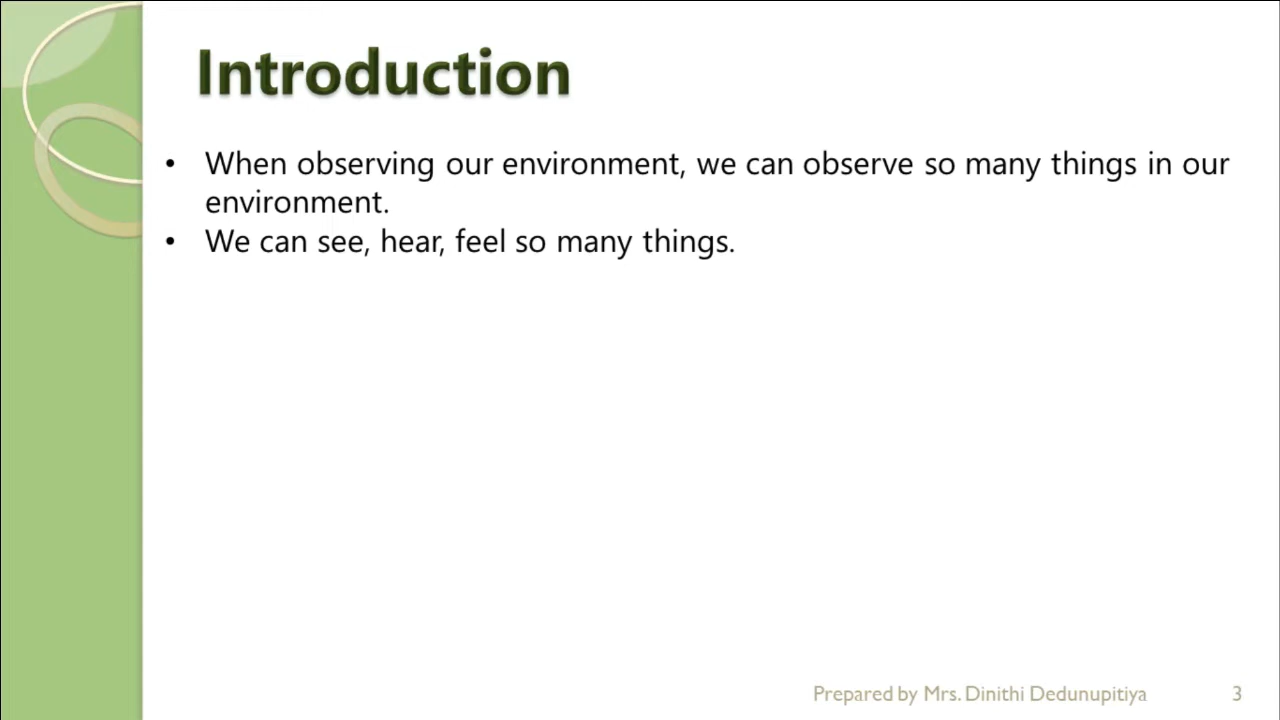 Introduction
• When observing our environment, we can observe so many things in our
environment.
• We can see, hear, feel so many things.
Prepared by Mrs. Dinithi Dedunupitiya 3